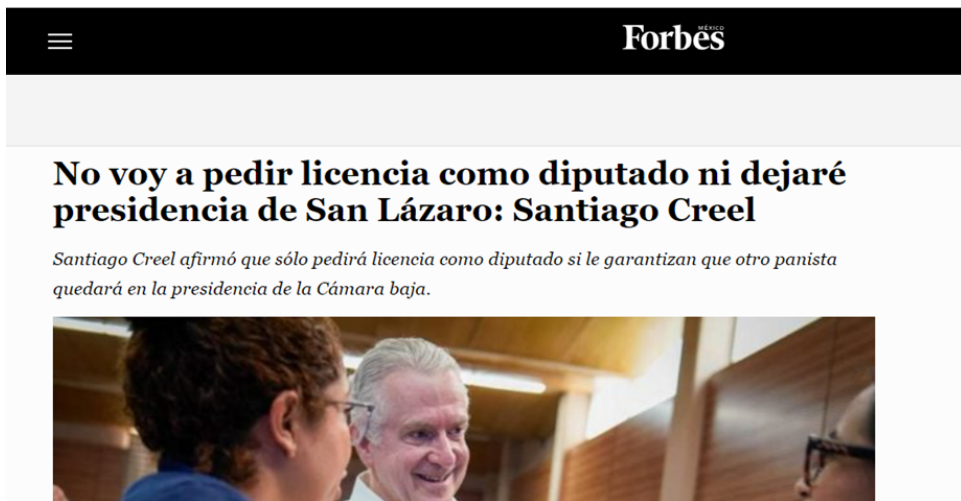 MÉXICO
Forbes
No voy a pedir licencia como diputado ni dejaré
presidencia de San Lázaro: Santiago Creel
Santiago Creel afirmó que sólo pedirá licencia como diputado si le garantizan que otro panista
quedará en la presidencia de la Cámara baja.